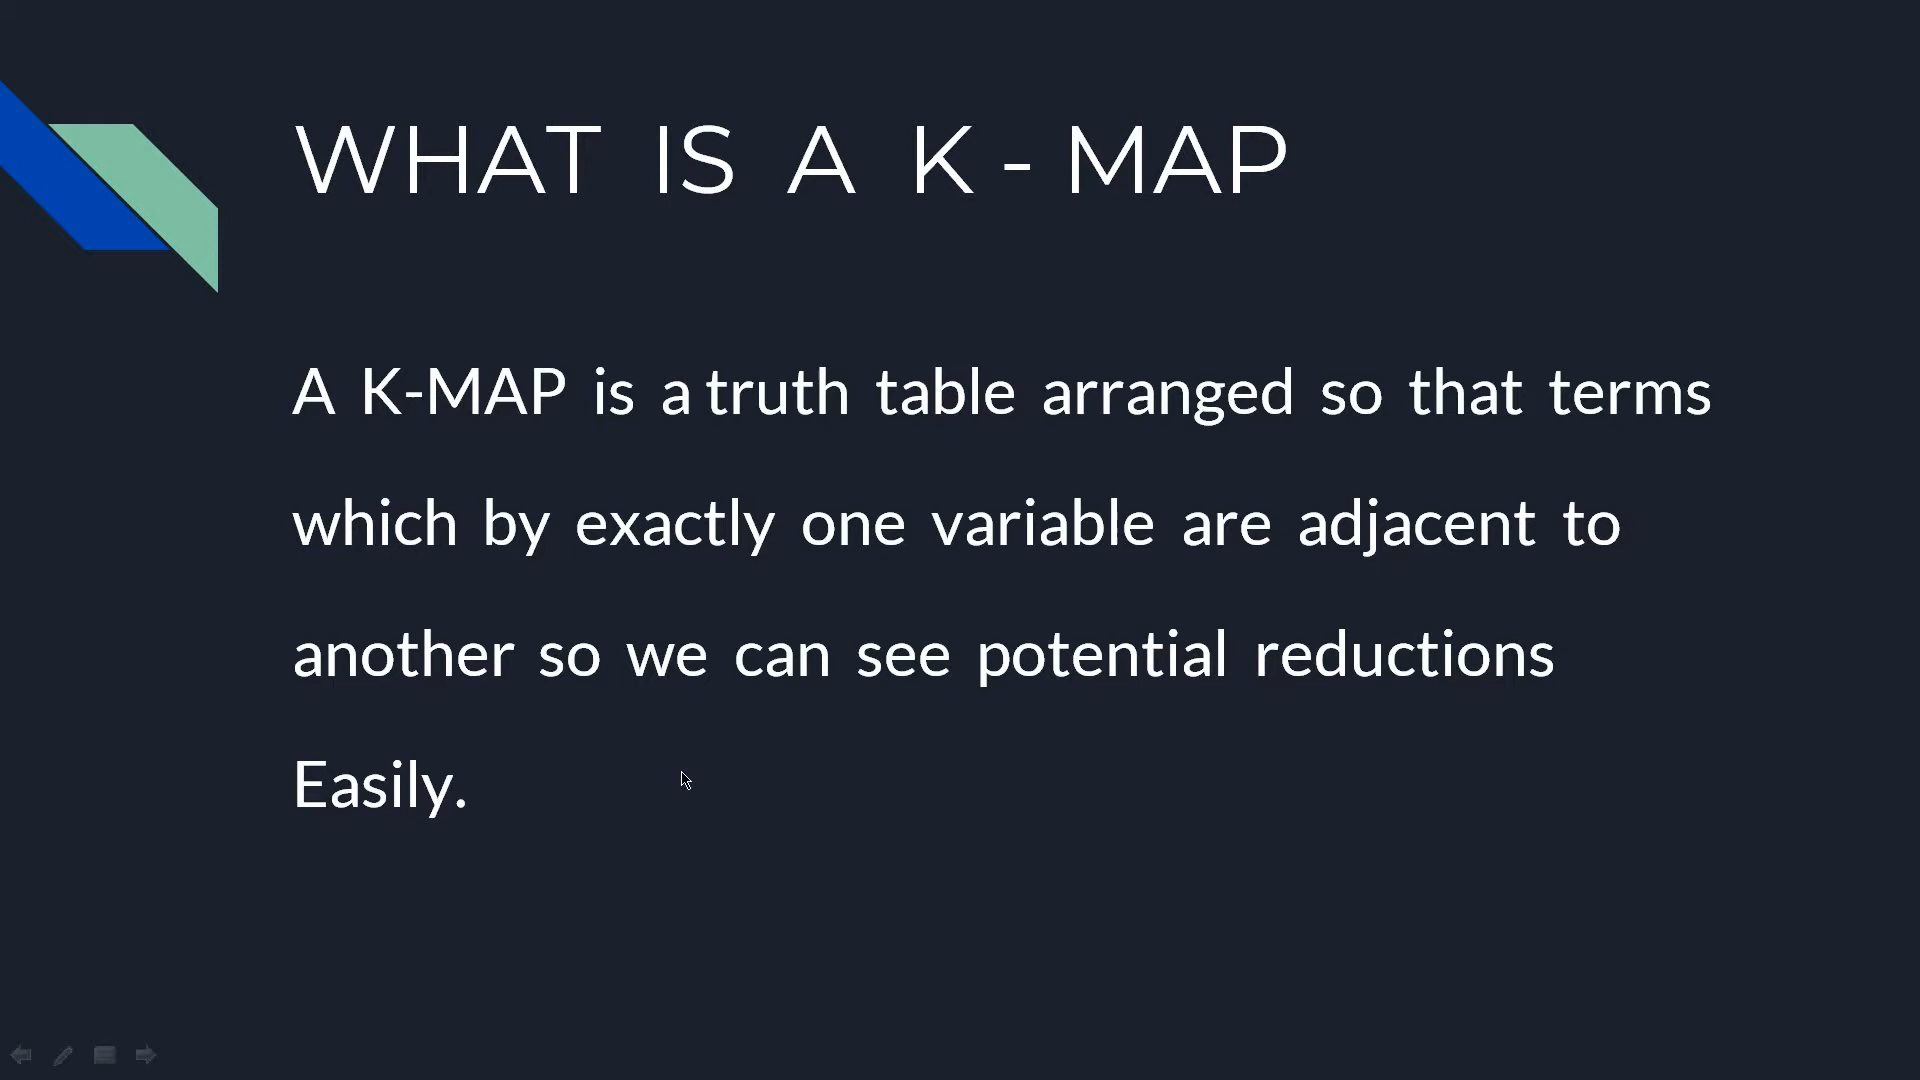 WHAT IS A K - MAP
A K-MAP is a truth table arranged so that terms
which by exactly one variable are adjacent to
another so we can see potential reductions
Easily.